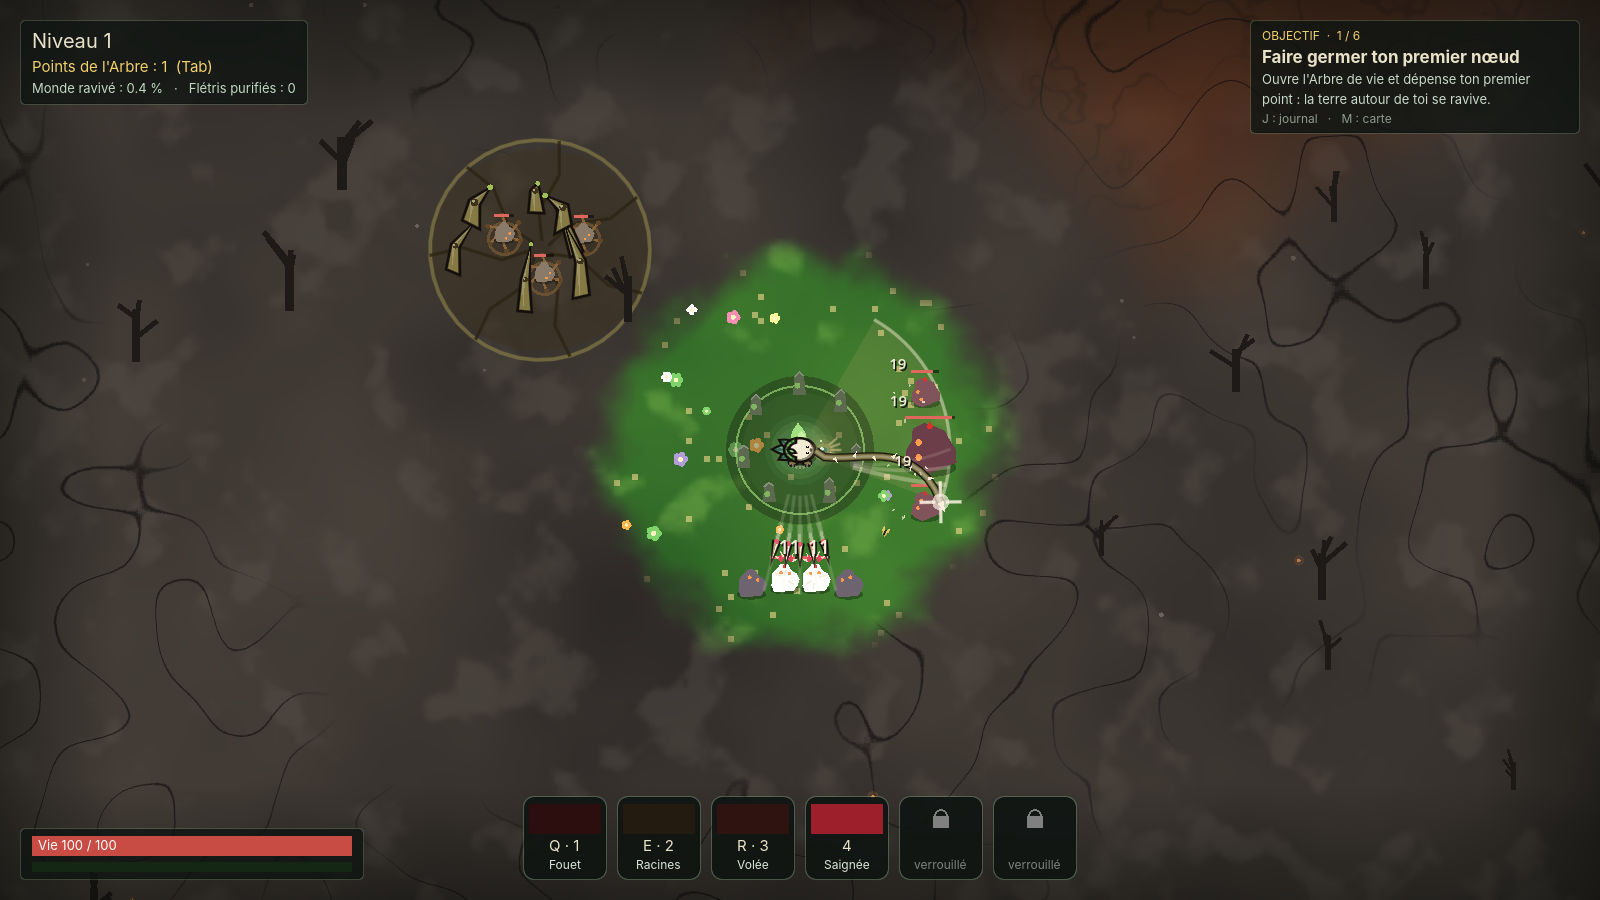 Niveau 1
Points de l'Arbre : 1 (Tab)
Monde ravivé : 0.4 % · Flétris purifiés : 0
OBJECTIF · 1 / 6
Faire germer ton premier nœud
Ouvre l'Arbre de vie et dépense ton premier
point : la terre autour de toi se ravive.
J : journal · M : carte
19
19
19
11
Vie 100 / 100
Q · 1
Fouet
E · 2
Racines
R · 3
Volée
4
Saignée
verrouillé
verrouillé